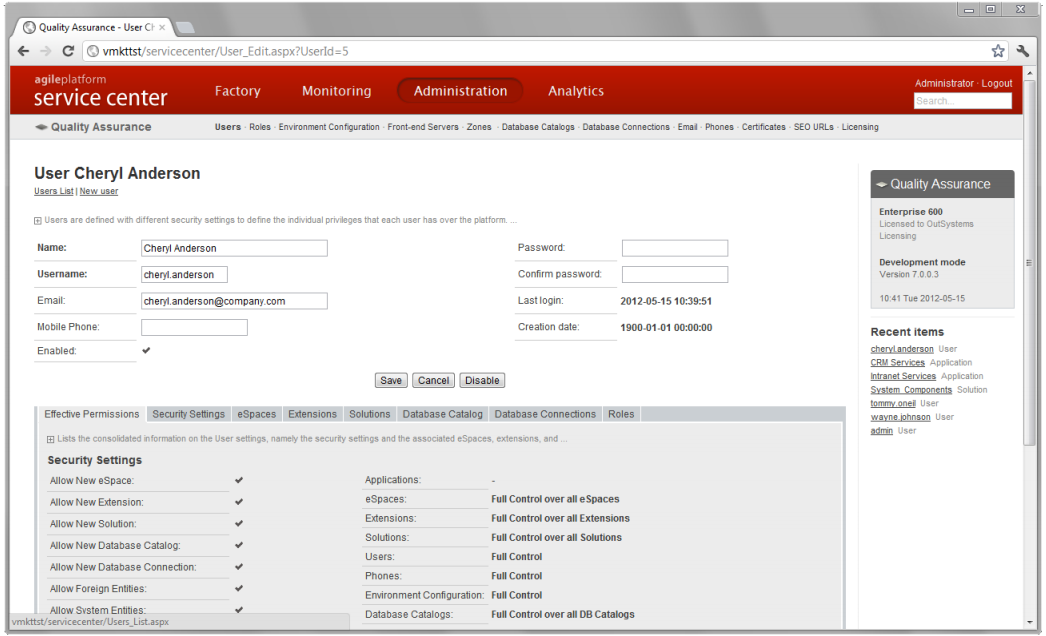 Quality Assurance - User Ch
vmkttst/servicecenter/User_Edit.aspx?UserId=5
agileplatform
service center
Factory Monitoring Administration Analytics
Administrator · Logout
Search...
Quality Assurance
Users · Roles · Environment Configuration · Front-end Servers · Zones · Database Catalogs · Database Connections · Email · Phones · Certificates · SEO URLs · Licensing
User Cheryl Anderson
Users List | New user
Users are defined with different security settings to define the individual privileges that each user has over the platform. ...
Name: Cheryl Anderson
Password:
Username: cheryl.anderson
Confirm password:
Email: cheryl.anderson@company.com
Last login: 2012-05-15 10:39:51
Mobile Phone:
Creation date: 1900-01-01 00:00:00
Enabled:
Save Cancel Disable
Quality Assurance
Enterprise 600
Licensed to OutSystems
Licensing
Development mode
Version 7.0.0.3
10:41 Tue 2012-05-15
Recent items
cheryl.anderson User
CRM Services Application
Intranet Services Application
System Components Solution
tommy.oneil User
wayne.johnson User
admin User
Effective Permissions Security Settings eSpaces Extensions Solutions Database Catalog Database Connections Roles
Lists the consolidated information on the User settings, namely the security settings and the associated eSpaces, extensions, and ...
Security Settings
Allow New eSpace:
Allow New Extension:
Allow New Solution:
Allow New Database Catalog:
Allow New Database Connection:
Allow Foreign Entities:
Allow System Entities:
Applications: -
eSpaces: Full Control over all eSpaces
Extensions: Full Control over all Extensions
Solutions: Full Control over all Solutions
Users: Full Control
Phones: Full Control
Environment Configuration: Full Control
Database Catalogs: Full Control over all DB Catalogs
vmkttst/servicecenter/Users_List.aspx